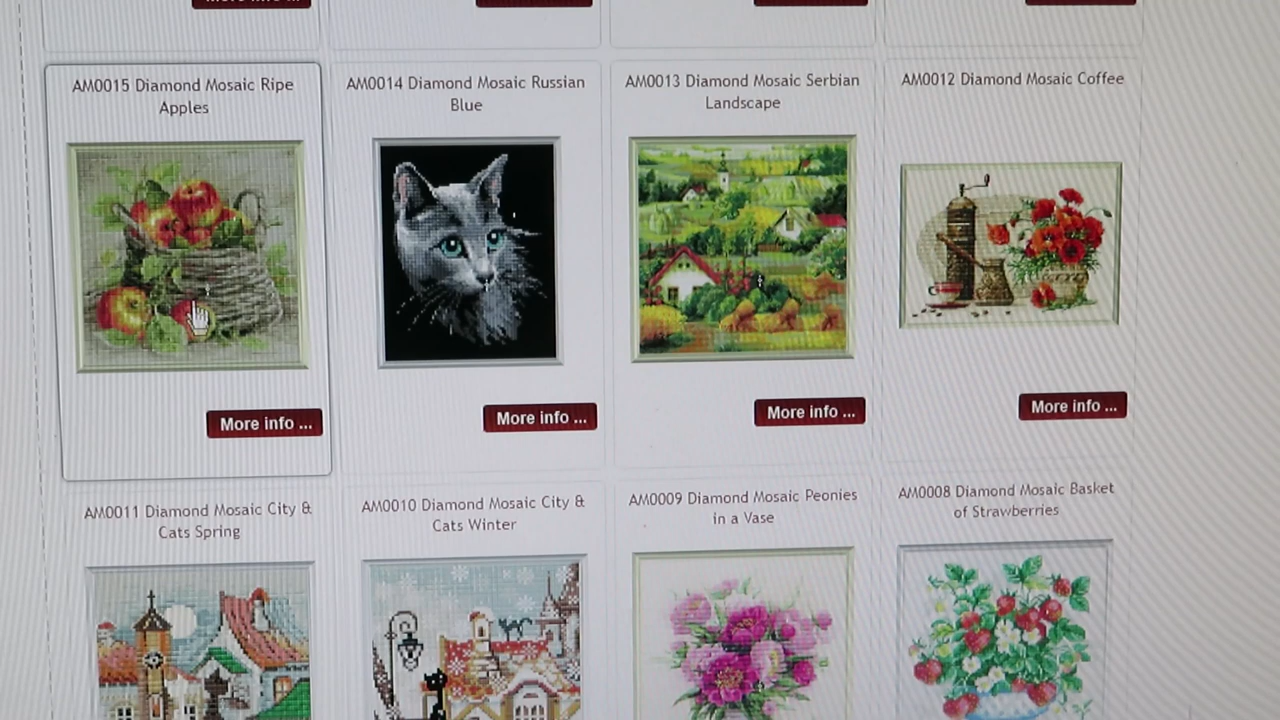 More info ...
AM0015 Diamond Mosaic Ripe
Apples
AM0014 Diamond Mosaic Russian
Blue
AM0013 Diamond Mosaic Serbian
Landscape
AM0012 Diamond Mosaic Coffee
More info ...
More info ...
More info ...
More info ...
AM0011 Diamond Mosaic City &
Cats Spring
AM0010 Diamond Mosaic City &
Cats Winter
AM0009 Diamond Mosaic Peonies
in a Vase
AM0008 Diamond Mosaic Basket
of Strawberries